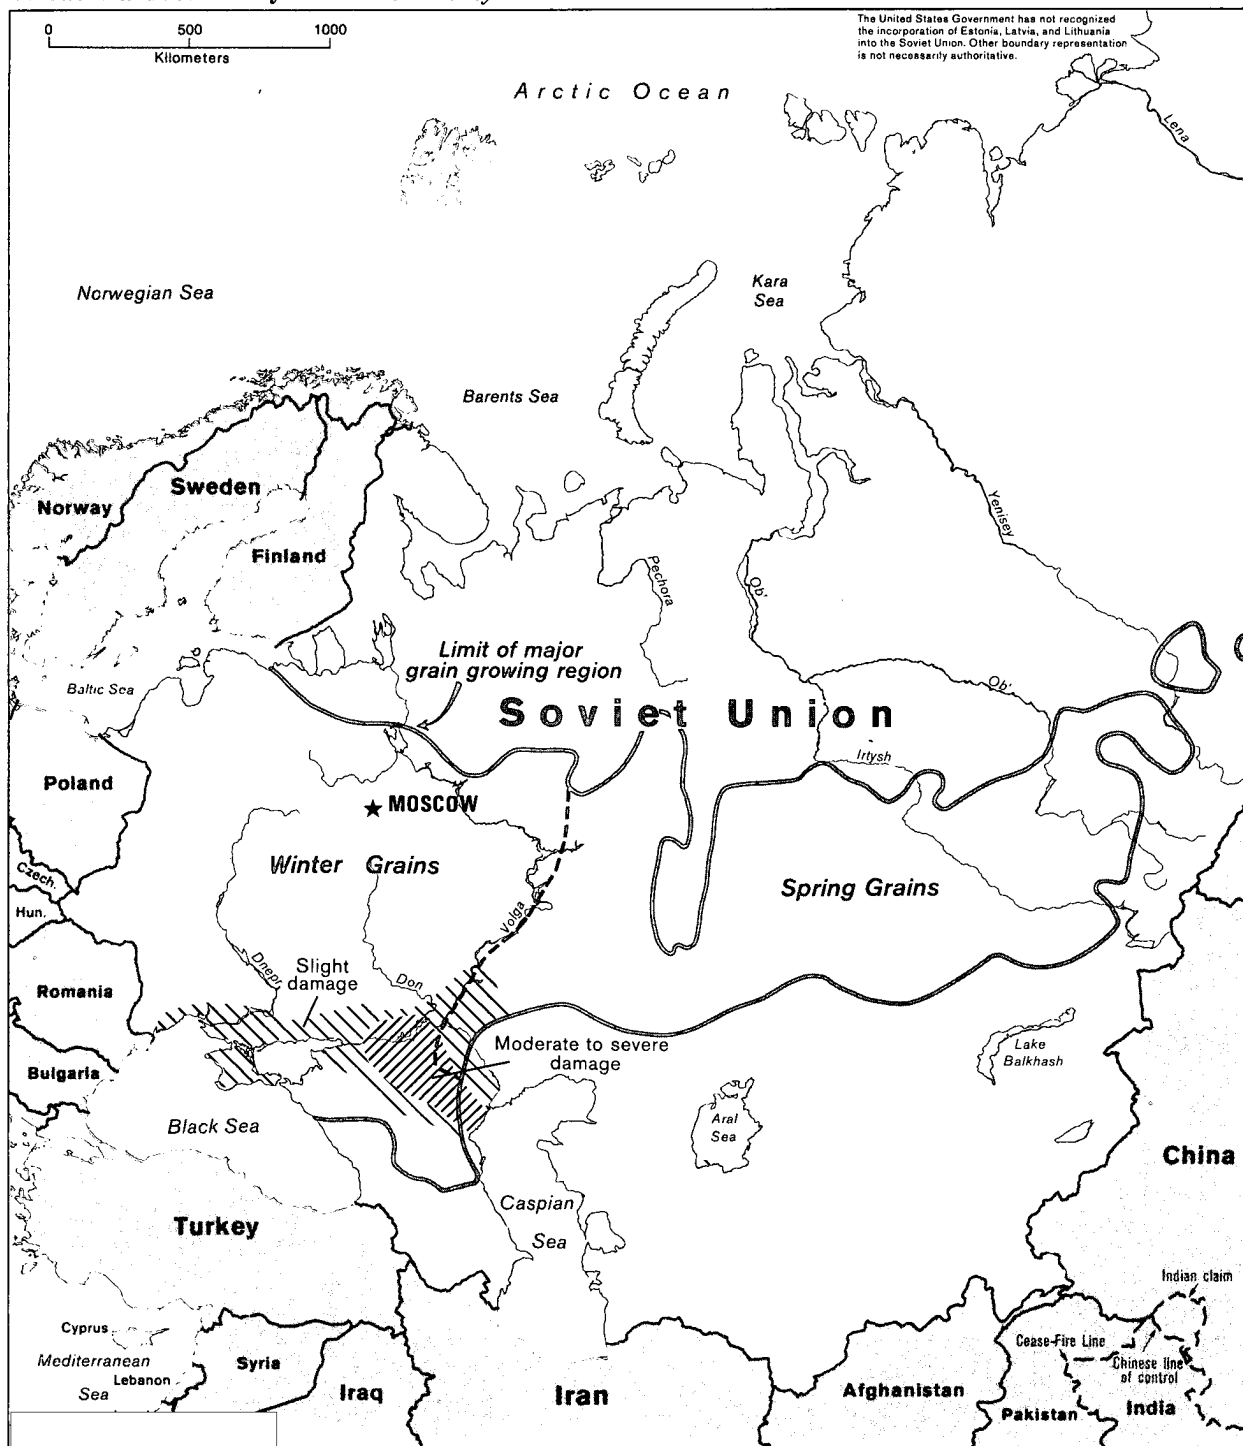 0 500 1000
Kilometers
The United States Government has not recognized
the incorporation of Estonia, Latvia, and Lithuania
into the Soviet Union. Other boundary representation
is not necessarily authoritative.
Arctic Ocean
Lena
Norwegian Sea
Kara
Sea
Barents Sea
Norway
Sweden
Finland
Yenisey
Pechora
Ob'
Limit of major
grain growing region
Baltic Sea
Ob'
Soviet Union
Irtysh
Poland
MOSCOW
Winter Grains
Spring Grains
Czech.
Hun.
Volga
Dnepr
Slight
damage
Don
Romania
Moderate to severe
damage
Lake
Balkhash
Bulgaria
Black Sea
Aral
Sea
China
Caspian
Sea
Turkey
Indian claim
Cyprus
Cease-Fire Line
Mediterranean
Sea
Lebanon
Syria
Iraq
Iran
Afghanistan
Chinese line
of control
Pakistan
India